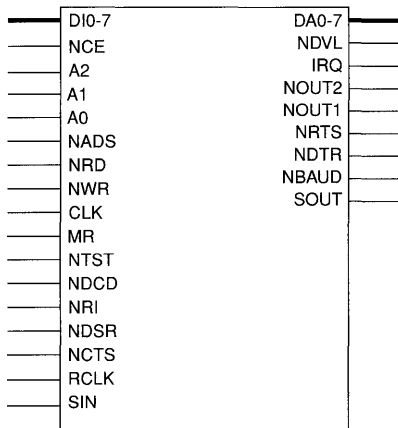 DI0-7
NCE
A2
A1
A0
NADS
NRD
NWR
CLK
MR
NTST
NDCD
NRI
NDSR
NCTS
RCLK
SIN
DA0-7
NDVL
IRQ
NOUT2
NOUT1
NRTS
NDTR
NBAUD
SOUT